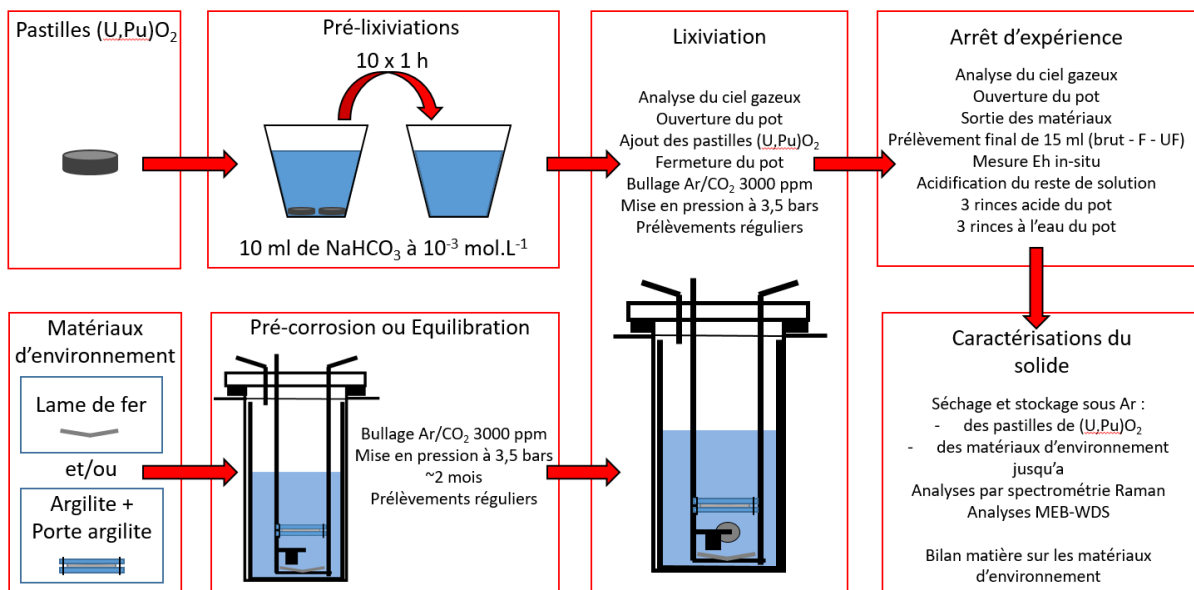 Pastilles (U,Pu)O₂
Pré-lixiviations
10 x 1 h
10 ml de NaHCO₃ à 10⁻³ mol.L⁻¹
Matériaux
d'environnement
Lame de fer
et/ou
Argilite +
Porte argilite
Pré-corrosion ou Equilibration
Bullage Ar/CO₂ 3000 ppm
Mise en pression à 3,5 bars
~2 mois
Prélèvements réguliers
Lixiviation
Analyse du ciel gazeux
Ouverture du pot
Ajout des pastilles (U,Pu)O₂
Fermeture du pot
Bullage Ar/CO₂ 3000 ppm
Mise en pression à 3,5 bars
Prélèvements réguliers
Arrêt d'expérience
Analyse du ciel gazeux
Ouverture du pot
Sortie des matériaux
Prélèvement final de 15 ml (brut - F - UF)
Mesure Eh in-situ
Acidification du reste de solution
3 rinces acide du pot
3 rinces à l'eau du pot
Caractérisations du
solide
Séchage et stockage sous Ar :
- des pastilles de (U,Pu)O₂
- des matériaux d'environnement
jusqu'a
Analyses par spectrométrie Raman
Analyses MEB-WDS
Bilan matière sur les matériaux
d'environnement